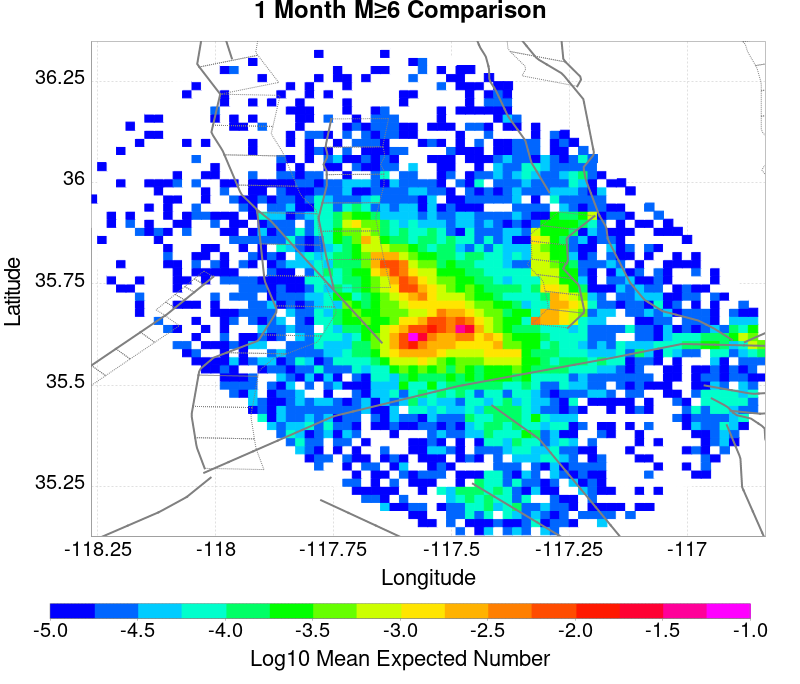 1 Month M≥6 Comparison
36.25
36
35.75
35.5
35.25
Latitude
-118.25 -118 -117.75 -117.5 -117.25 -117
Longitude
-5.0 -4.5 -4.0 -3.5 -3.0 -2.5 -2.0 -1.5 -1.0
Log10 Mean Expected Number